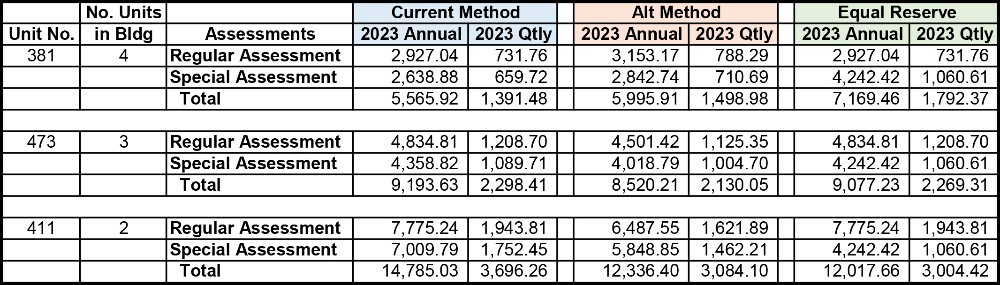 No. Units Current Method Alt Method Equal Reserve
Unit No. in Bldg Assessments 2023 Annual 2023 Qtly 2023 Annual 2023 Qtly 2023 Annual 2023 Qtly
381 4 Regular Assessment 2,927.04 731.76 3,153.17 788.29 2,927.04 731.76
Special Assessment 2,638.88 659.72 2,842.74 710.69 4,242.42 1,060.61
Total 5,565.92 1,391.48 5,995.91 1,498.98 7,169.46 1,792.37
473 3 Regular Assessment 4,834.81 1,208.70 4,501.42 1,125.35 4,834.81 1,208.70
Special Assessment 4,358.82 1,089.71 4,018.79 1,004.70 4,242.42 1,060.61
Total 9,193.63 2,298.41 8,520.21 2,130.05 9,077.23 2,269.31
411 2 Regular Assessment 7,775.24 1,943.81 6,487.55 1,621.89 7,775.24 1,943.81
Special Assessment 7,009.79 1,752.45 5,848.85 1,462.21 4,242.42 1,060.61
Total 14,785.03 3,696.26 12,336.40 3,084.10 12,017.66 3,004.42